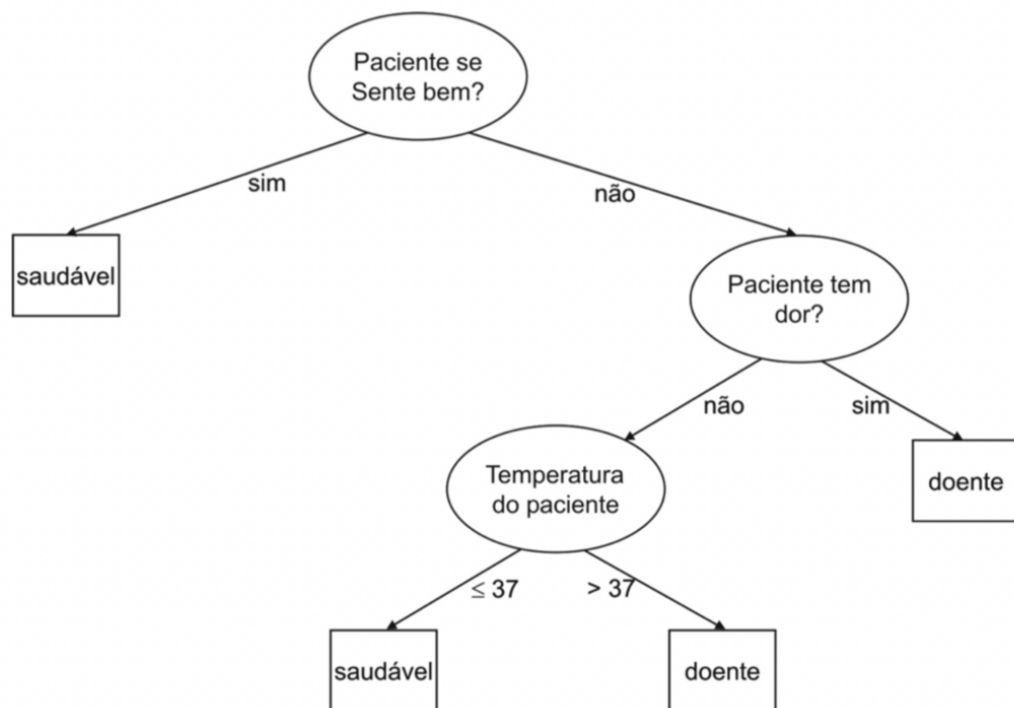 Paciente se
Sente bem?
sim
não
saudável
Paciente tem
dor?
não
sim
Temperatura
do paciente
doente
≤ 37
> 37
saudável
doente